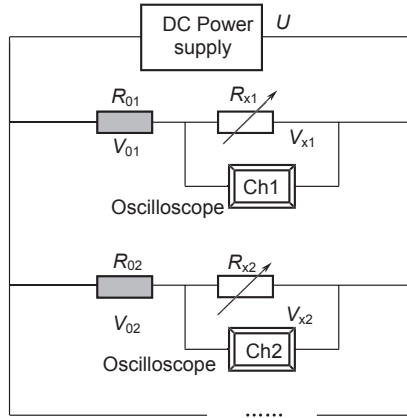 DC Power
supply
U
R01
Rx1
V01
Vx1
Ch1
Oscilloscope
R02
Rx2
V02
Vx2
Ch2
Oscilloscope
......